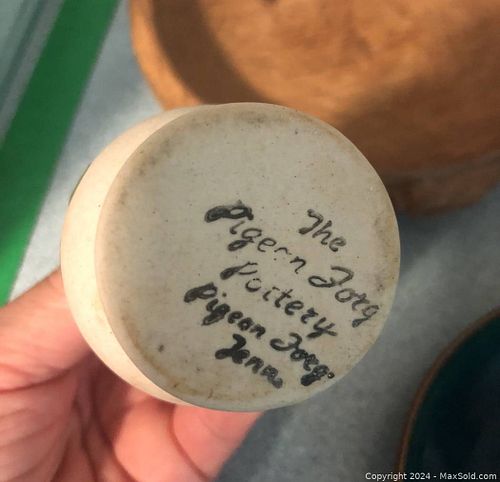 The
Pigeon Forg
Pottery
Pigeon Forg.
Tenn.
Copyright 2024 - MaxSold.com